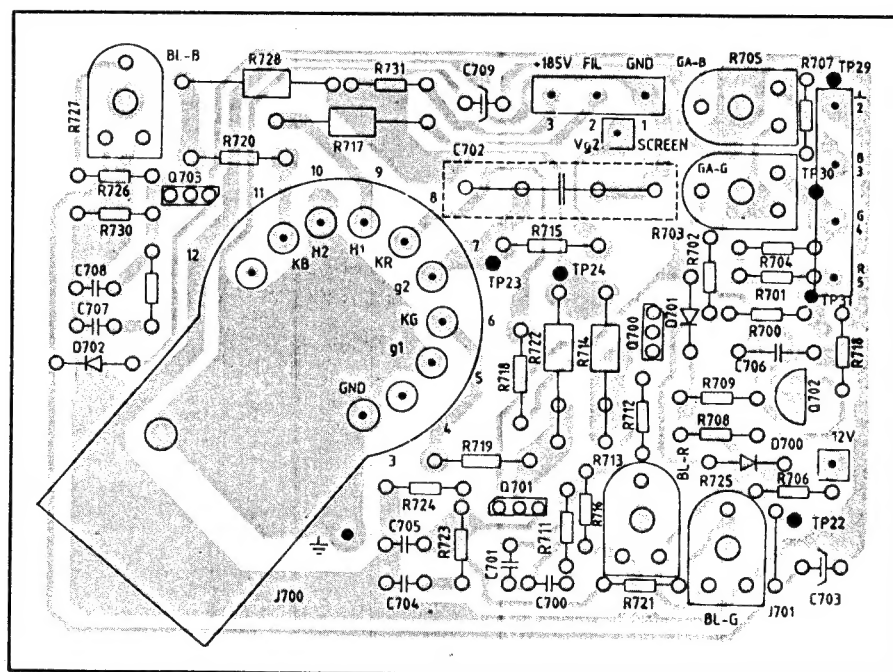 BL-B
R728
R731
C709
+185V FIL GND
GA-B
R705
R707
TP29
R727
3 2 1
Vg2 SCREEN
R717
R720
C702
GA-G
TP30
2
B3
G4
R5
R726
Q703
R730
10
9
11
8
12
7
6
5
4
3
KB
H2
H1
KR
g2
KG
g1
GND
R715
TP23
TP24
R703
R702
R704
R701
TP31
C708
C707
D702
R718
R722
R714
Q700
D701
R700
C706
R718
R709
Q702
R712
R708
BL-R
D700
12V
R719
R713
R725
R706
R724
Q701
R723
R711
R716
TP22
C705
C701
C704
C700
R721
J700
BL-G
J701
C703